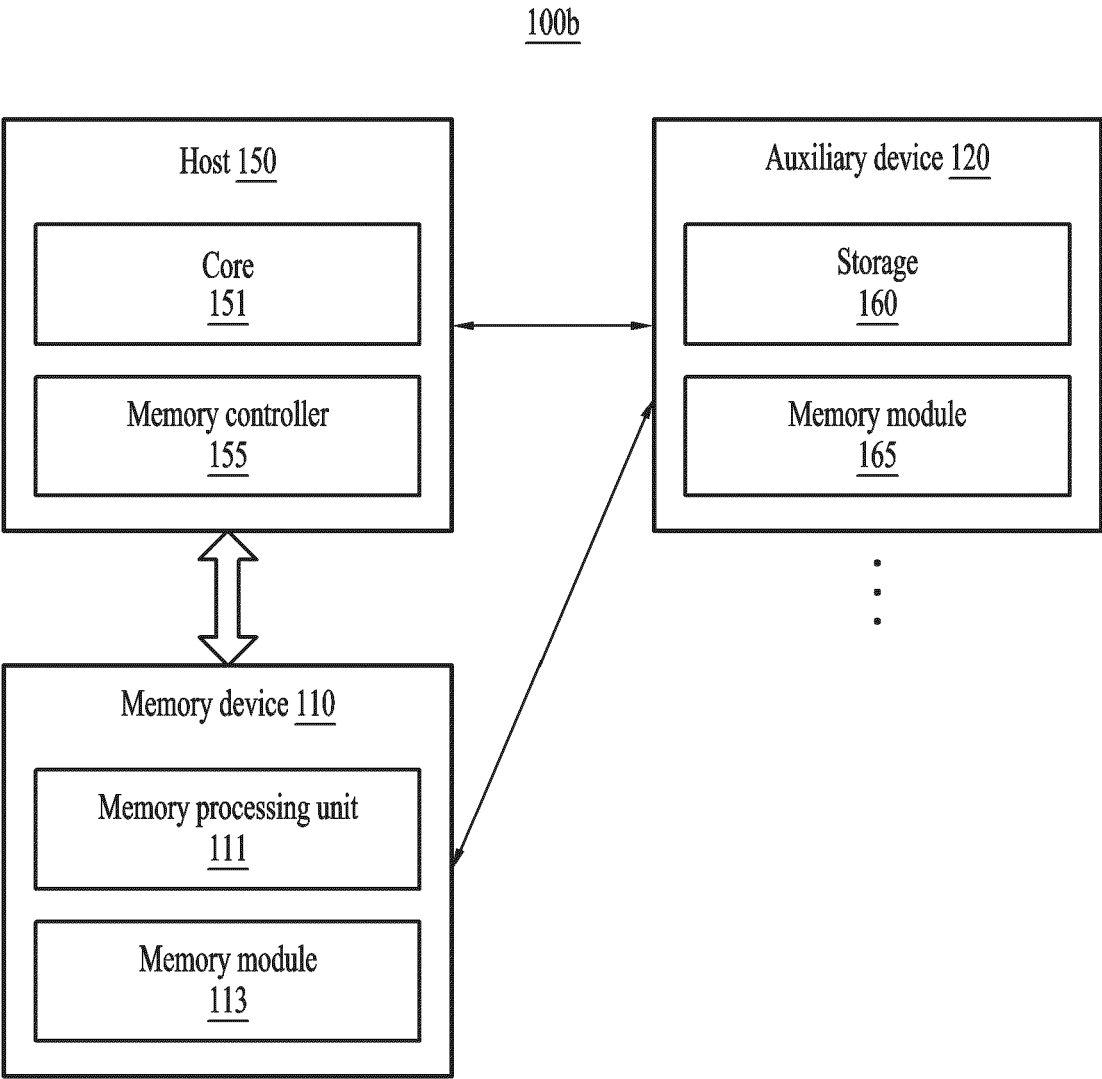 100b
Host 150
Core
151
Memory controller
155
Auxiliary device 120
Storage
160
Memory module
165
Memory device 110
Memory processing unit
111
Memory module
113